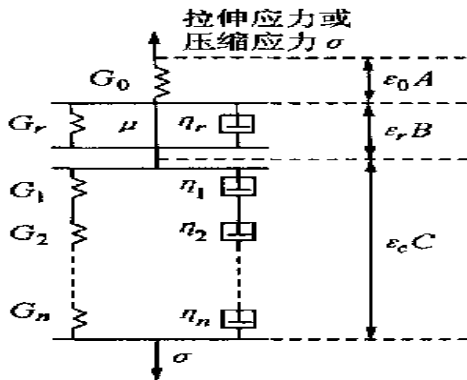 拉伸应力或
压缩应力 σ
G₀
ε₀A
Gᵣ μ ηᵣ
εᵣB
G₁ η₁
G₂ η₂
ε꜀C
Gₙ ηₙ
σ